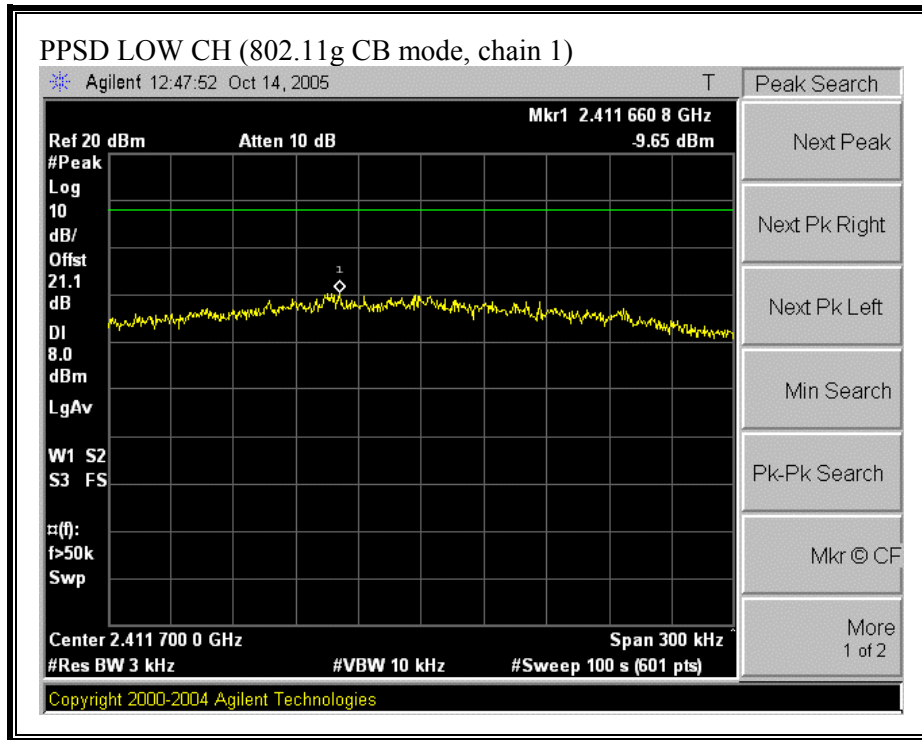 PPSD LOW CH (802.11g CB mode, chain 1)
Agilent 12:47:52 Oct 14, 2005 T
Peak Search
Mkr1 2.411 660 8 GHz
Ref 20 dBm Atten 10 dB -9.65 dBm
#Peak
Log
10
dB/
Offst
21.1
dB
DI
8.0
dBm
LgAv
W1 S2
S3 FS
¤(f):
f>50k
Swp
1
Center 2.411 700 0 GHz Span 300 kHz
#Res BW 3 kHz #VBW 10 kHz #Sweep 100 s (601 pts)
Copyright 2000-2004 Agilent Technologies
Next Peak
Next Pk Right
Next Pk Left
Min Search
Pk-Pk Search
Mkr © CF
More
1 of 2